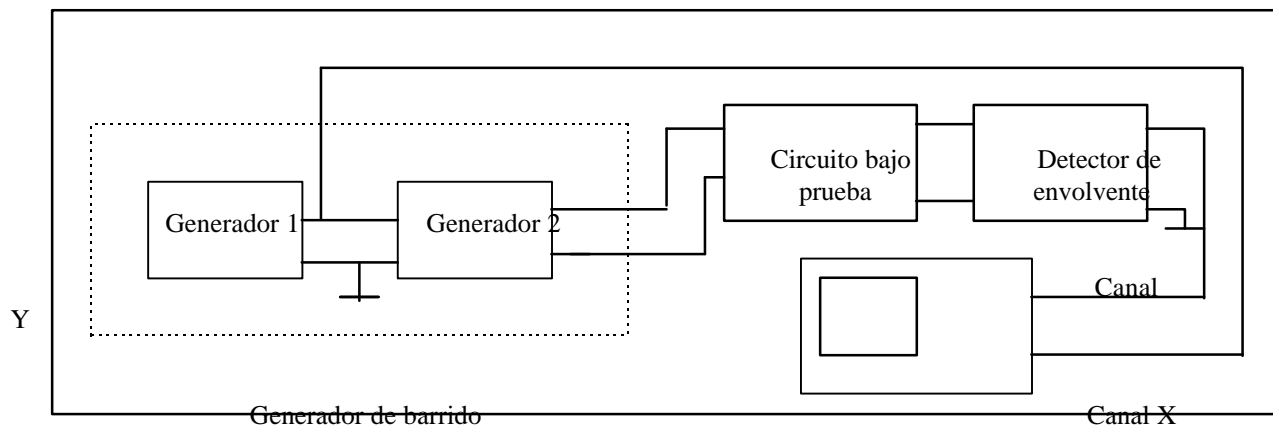 Circuito bajo
prueba
Detector de
envolvente
Generador 1
Generador 2
Canal
Y
Generador de barrido
Canal X